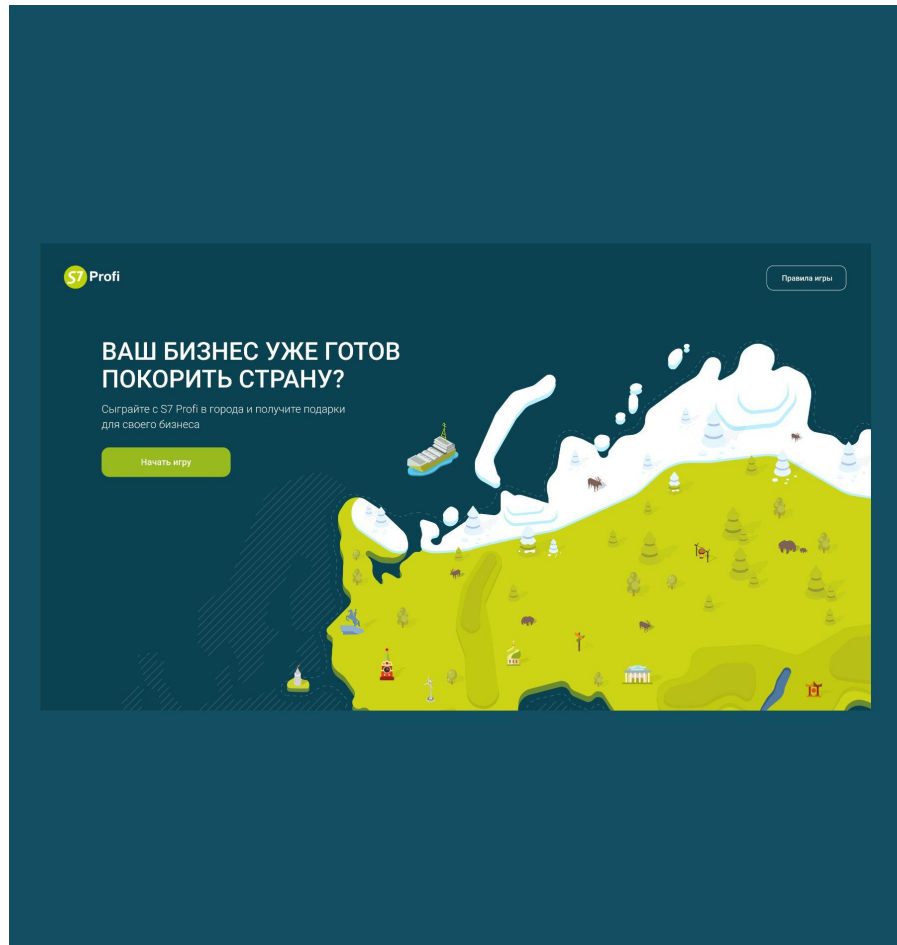 S7 Profi
Правила игры
ВАШ БИЗНЕС УЖЕ ГОТОВ
ПОКОРИТЬ СТРАНУ?
Сыграйте с S7 Profi в города и получите подарки
для своего бизнеса
Начать игру